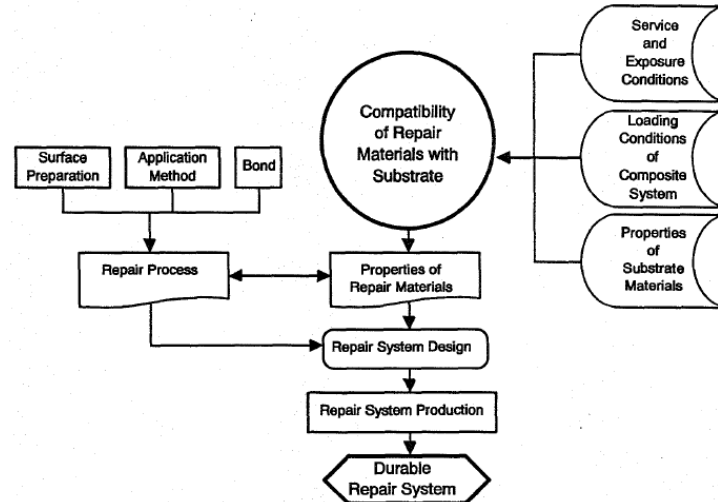 Service
and
Exposure
Conditions
Compatibility
of Repair
Materials with
Substrate
Loading
Conditions
of
Composite
System
Surface
Preparation
Application
Method
Bond
Properties
of
Substrate
Materials
Repair Process
Properties of
Repair Materials
Repair System Design
Repair System Production
Durable
Repair System